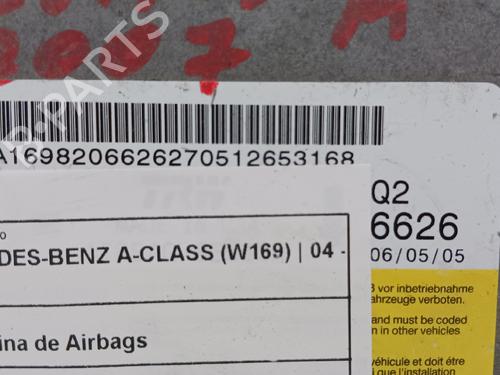 A1698206626270512653168
Q2
6626
06/05/05
o
DES-BENZ A-CLASS (W169) | 04 -
vor inbetriebnahme
ahrzeuge verboten.
and must be coded
in other vehicles
ina de Airbags
véhicule et doit être
l'installation